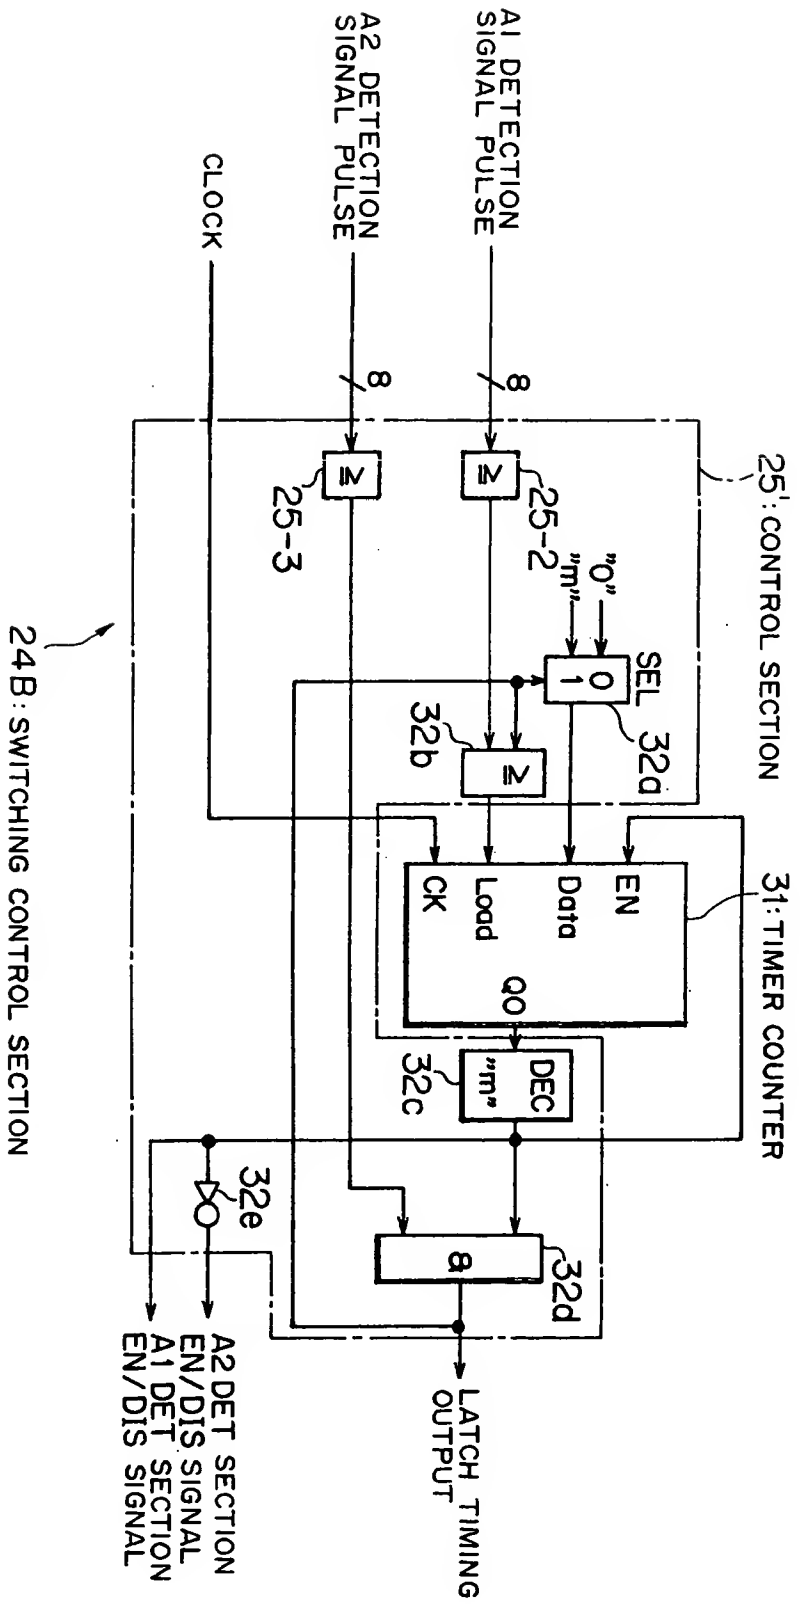 25': CONTROL SECTION
31: TIMER COUNTER
A1 DETECTION
SIGNAL PULSE
8
≥
25-2
"0"
"m"
SEL
0
1
32a
≥
32b
EN
Data
Load
CK
Q0
DEC
"m"
32c
&
32d
LATCH TIMING
OUTPUT
A2 DETECTION
SIGNAL PULSE
8
≥
25-3
CLOCK
32e
A2 DET SECTION
EN/DIS SIGNAL
A1 DET SECTION
EN/DIS SIGNAL
24B: SWITCHING CONTROL SECTION